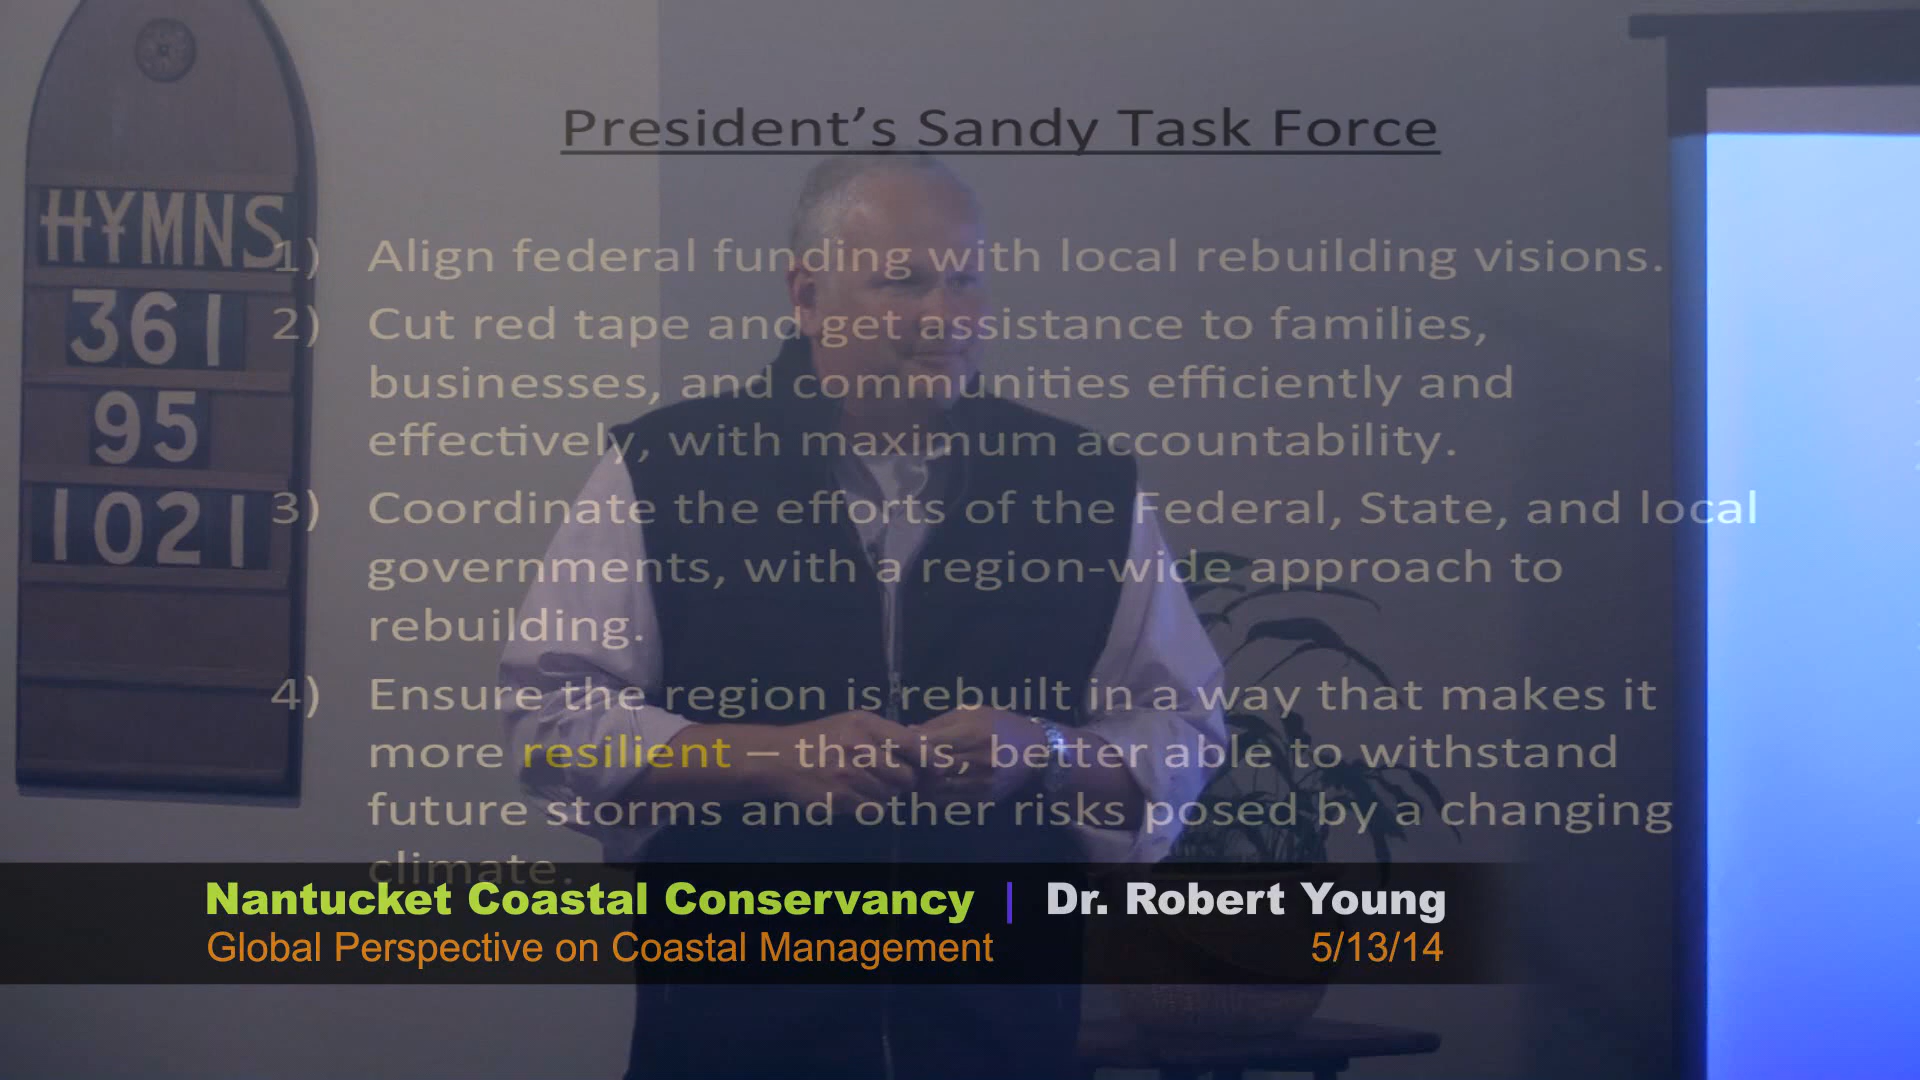 HYMNS
361
95
1021
President's Sandy Task Force
1) Align federal funding with local rebuilding visions.
2) Cut red tape and get assistance to families,
businesses, and communities efficiently and
effectively, with maximum accountability.
3) Coordinate the efforts of the Federal, State, and local
governments, with a region-wide approach to
rebuilding.
4) Ensure the region is rebuilt in a way that makes it
more resilient – that is, better able to withstand
future storms and other risks posed by a changing
climate.
Nantucket Coastal Conservancy | Dr. Robert Young
Global Perspective on Coastal Management 5/13/14